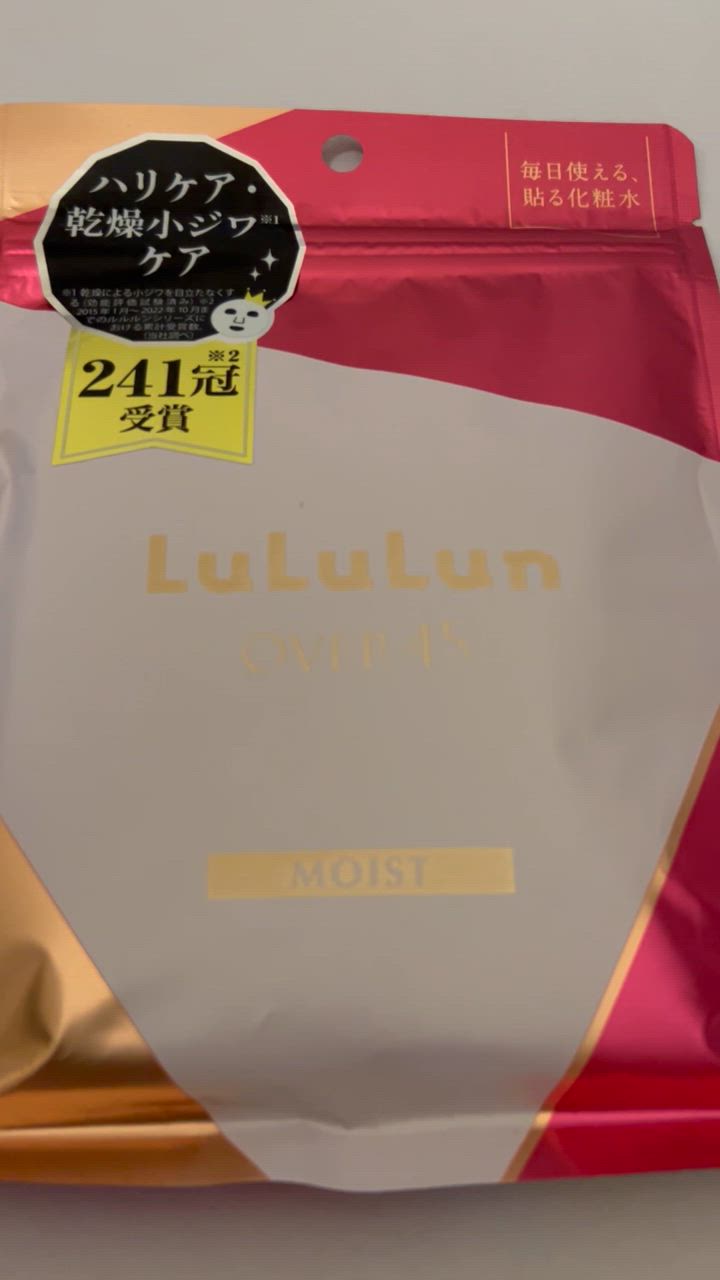 ハリケア・
乾燥小ジワ※1
ケア
※1 乾燥による小ジワを目立たなくす
る(効能評価試験済み) ※2
2015年1月〜2022年10月ま
でのルルルンシリーズに
おける累計受賞数。
(当社調べ)
※2
241冠
受賞
毎日使える、
貼る化粧水
LuLuLun
OVER 45
MOIST